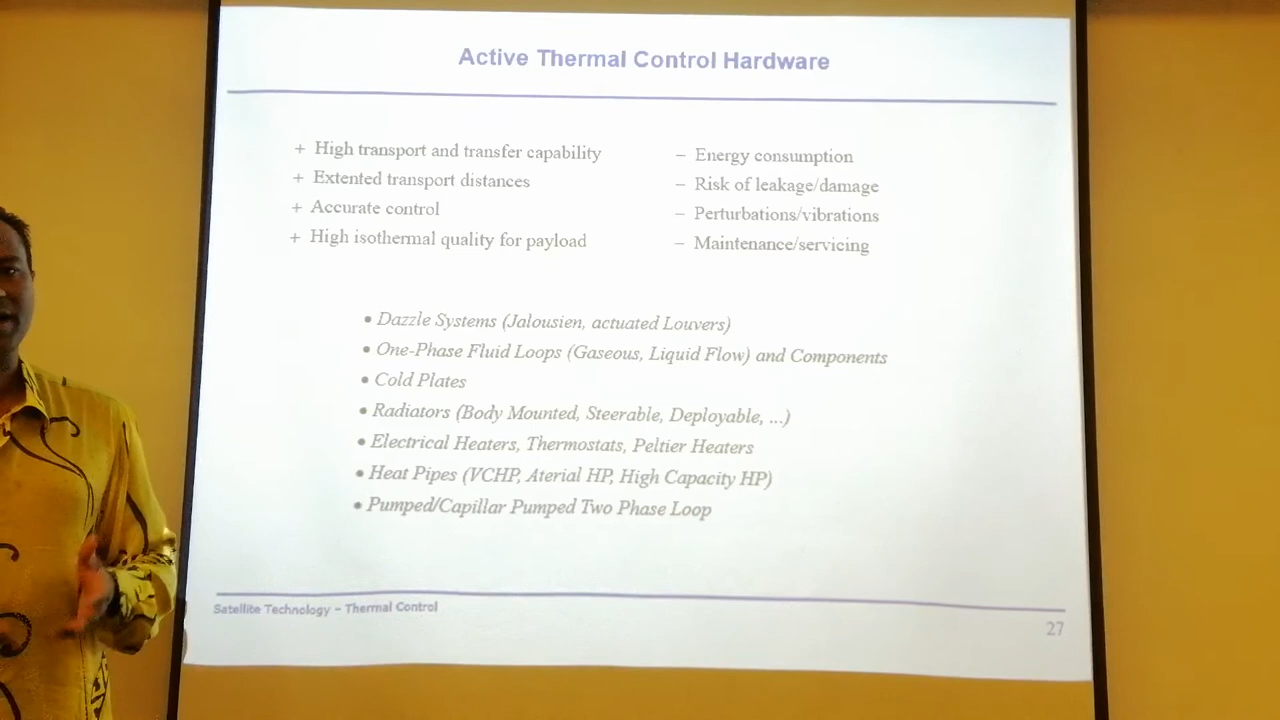 Active Thermal Control Hardware
+ High transport and transfer capability
+ Extented transport distances
+ Accurate control
+ High isothermal quality for payload
– Energy consumption
– Risk of leakage/damage
– Perturbations/vibrations
– Maintenance/servicing
• Dazzle Systems (Jalousien, actuated Louvers)
• One-Phase Fluid Loops (Gaseous, Liquid Flow) and Components
• Cold Plates
• Radiators (Body Mounted, Steerable, Deployable, ...)
• Electrical Heaters, Thermostats, Peltier Heaters
• Heat Pipes (VCHP, Aterial HP, High Capacity HP)
• Pumped/Capillar Pumped Two Phase Loop
Satellite Technology – Thermal Control
27